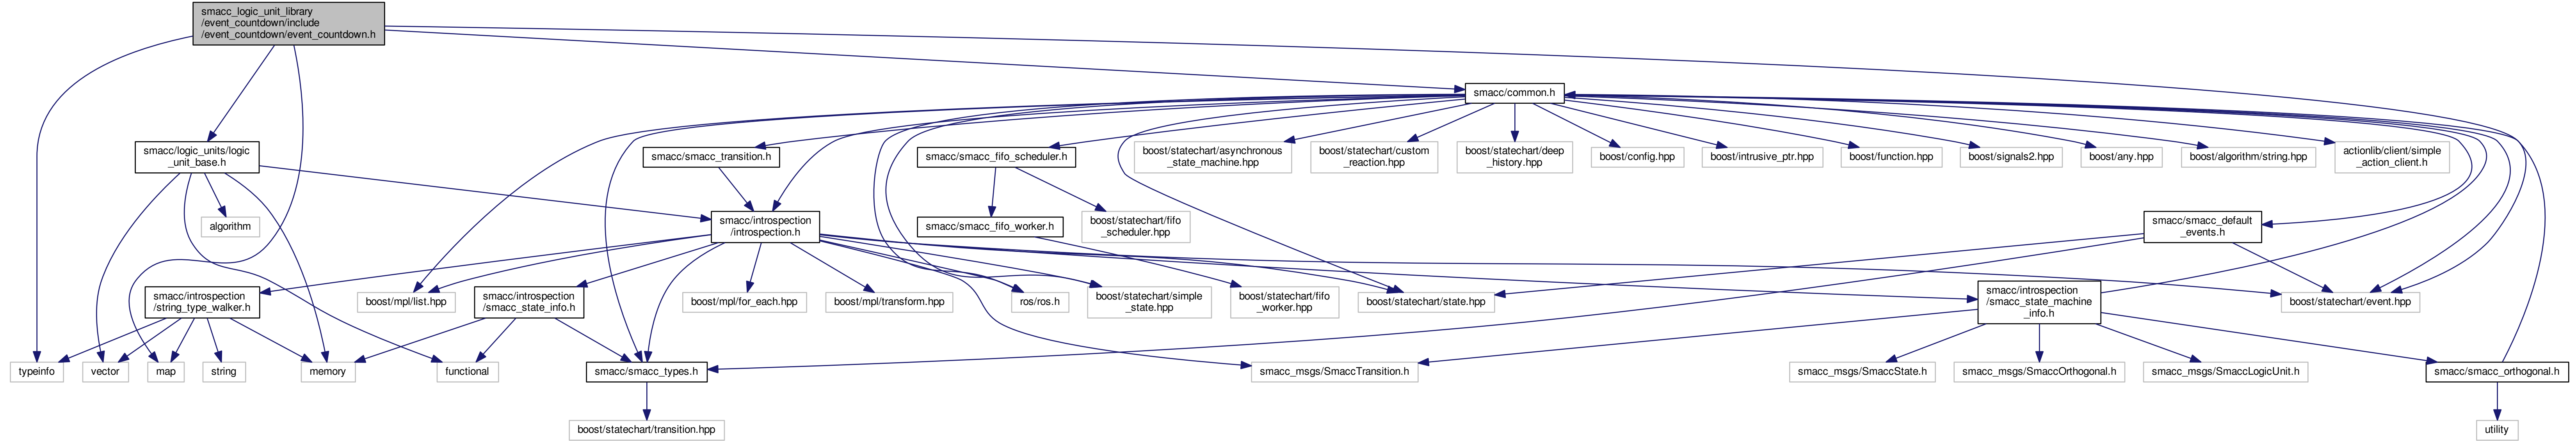 smacc_logic_unit_library
/event_countdown/include
/event_countdown/event_countdown.h
smacc/common.h
smacc/logic_units/logic
_unit_base.h
smacc/smacc_transition.h
smacc/smacc_fifo_scheduler.h
boost/statechart/asynchronous
_state_machine.hpp
boost/statechart/custom
_reaction.hpp
boost/statechart/deep
_history.hpp
boost/config.hpp
boost/intrusive_ptr.hpp
boost/function.hpp
boost/signals2.hpp
boost/any.hpp
boost/algorithm/string.hpp
actionlib/client/simple
_action_client.h
algorithm
smacc/introspection
/introspection.h
smacc/smacc_fifo_worker.h
boost/statechart/fifo
_scheduler.hpp
smacc/smacc_default
_events.h
smacc/introspection
/string_type_walker.h
boost/mpl/list.hpp
smacc/introspection
/smacc_state_info.h
boost/mpl/for_each.hpp
boost/mpl/transform.hpp
ros/ros.h
boost/statechart/simple
_state.hpp
boost/statechart/fifo
_worker.hpp
boost/statechart/state.hpp
smacc/introspection
/smacc_state_machine
_info.h
boost/statechart/event.hpp
typeinfo
vector
map
string
memory
functional
smacc/smacc_types.h
smacc_msgs/SmaccTransition.h
smacc_msgs/SmaccState.h
smacc_msgs/SmaccOrthogonal.h
smacc_msgs/SmaccLogicUnit.h
smacc/smacc_orthogonal.h
boost/statechart/transition.hpp
utility